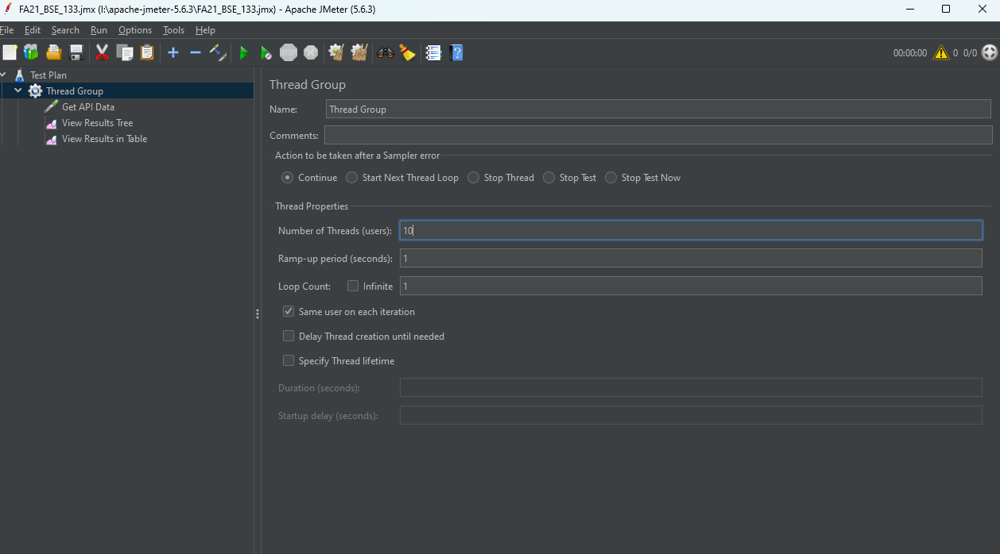 FA21_BSE_133.jmx (I:\apache-jmeter-5.6.3\FA21_BSE_133.jmx) - Apache JMeter (5.6.3)
File Edit Search Run Options Tools Help
00:00:00 0 0/0
Test Plan
Thread Group
Get API Data
View Results Tree
View Results in Table
Thread Group
Name: Thread Group
Comments:
Action to be taken after a Sampler error
Continue Start Next Thread Loop Stop Thread Stop Test Stop Test Now
Thread Properties
Number of Threads (users): 10
Ramp-up period (seconds): 1
Loop Count: Infinite 1
Same user on each iteration
Delay Thread creation until needed
Specify Thread lifetime
Duration (seconds):
Startup delay (seconds):